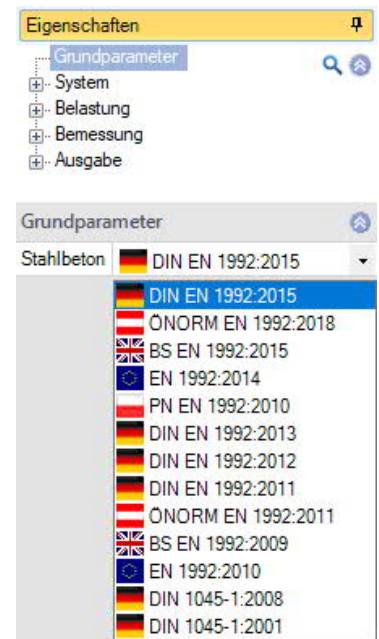 Eigenschaften
Grundparameter
System
Belastung
Bemessung
Ausgabe
Grundparameter
Stahlbeton DIN EN 1992:2015
DIN EN 1992:2015
ÖNORM EN 1992:2018
BS EN 1992:2015
EN 1992:2014
PN EN 1992:2010
DIN EN 1992:2013
DIN EN 1992:2012
DIN EN 1992:2011
ÖNORM EN 1992:2011
BS EN 1992:2009
EN 1992:2010
DIN 1045-1:2008
DIN 1045-1:2001